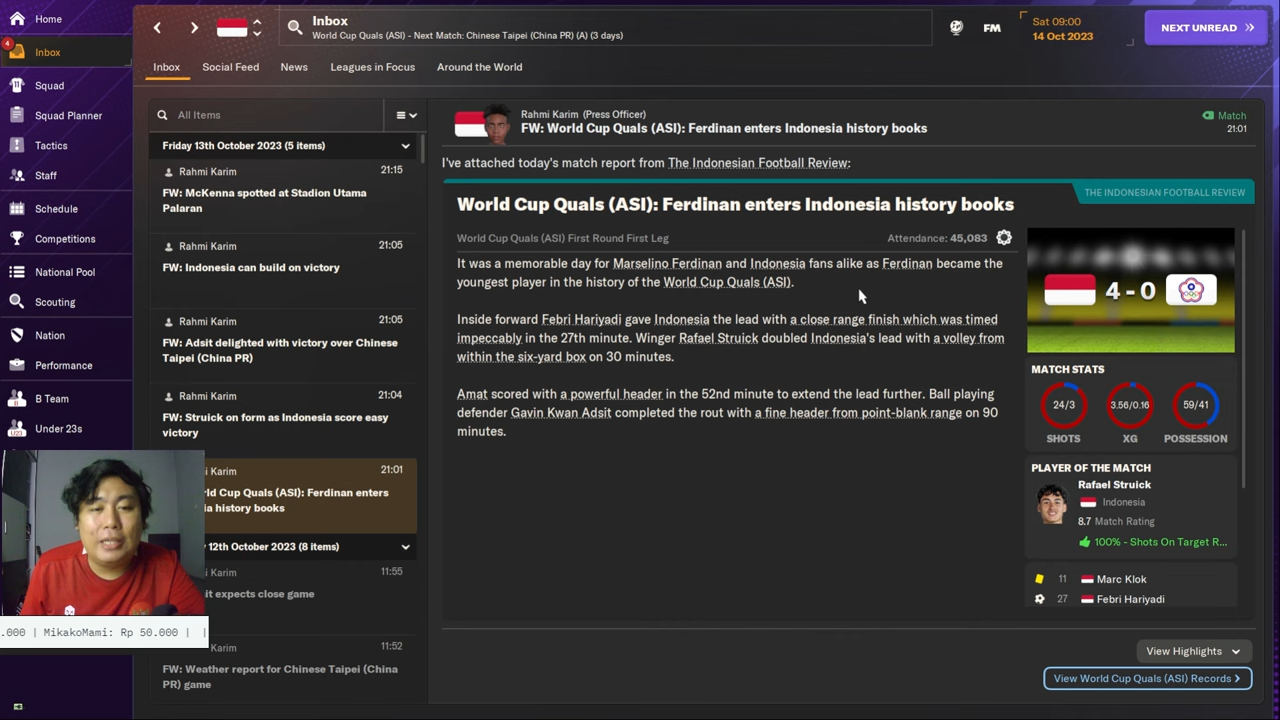 Home
4
Inbox
Squad
Squad Planner
Tactics
Staff
Schedule
Competitions
National Pool
Scouting
Nation
Performance
B Team
Under 23s
Inbox
World Cup Quals (ASI) - Next Match: Chinese Taipei (China PR) (A) (3 days)
FM
Sat 09:00
14 Oct 2023
NEXT UNREAD
Inbox
Social Feed
News
Leagues in Focus
Around the World
All Items
Friday 13th October 2023 (5 items)
Rahmi Karim 21:15
FW: McKenna spotted at Stadion Utama
Palaran
Rahmi Karim 21:05
FW: Indonesia can build on victory
Rahmi Karim 21:05
FW: Adsit delighted with victory over Chinese
Taipei (China PR)
Rahmi Karim 21:04
FW: Struick on form as Indonesia score easy
victory
Karim 21:01
Cup Quals (ASI): Ferdinan enters
history books
12th October 2023 (8 items)
Karim 11:55
expects close game
Karim 11:52
FW: Weather report for Chinese Taipei (China
PR) game
.000 | MikakoMami: Rp 50.000 | |
Rahmi Karim (Press Officer)
FW: World Cup Quals (ASI): Ferdinan enters Indonesia history books
Match
21:01
I've attached today's match report from The Indonesian Football Review:
THE INDONESIAN FOOTBALL REVIEW
World Cup Quals (ASI): Ferdinan enters Indonesia history books
World Cup Quals (ASI) First Round First Leg
Attendance: 45,083
It was a memorable day for Marselino Ferdinan and Indonesia fans alike as Ferdinan became the
youngest player in the history of the World Cup Quals (ASI).
Inside forward Febri Hariyadi gave Indonesia the lead with a close range finish which was timed
impeccably in the 27th minute. Winger Rafael Struick doubled Indonesia's lead with a volley from
within the six-yard box on 30 minutes.
Amat scored with a powerful header in the 52nd minute to extend the lead further. Ball playing
defender Gavin Kwan Adsit completed the rout with a fine header from point-blank range on 90
minutes.
4-0
MATCH STATS
24/3
3.56/0.16
59/41
SHOTS
XG
POSSESSION
PLAYER OF THE MATCH
Rafael Struick
Indonesia
8.7 Match Rating
100% - Shots On Target R...
11 Marc Klok
27 Febri Hariyadi
View Highlights
View World Cup Quals (ASI) Records